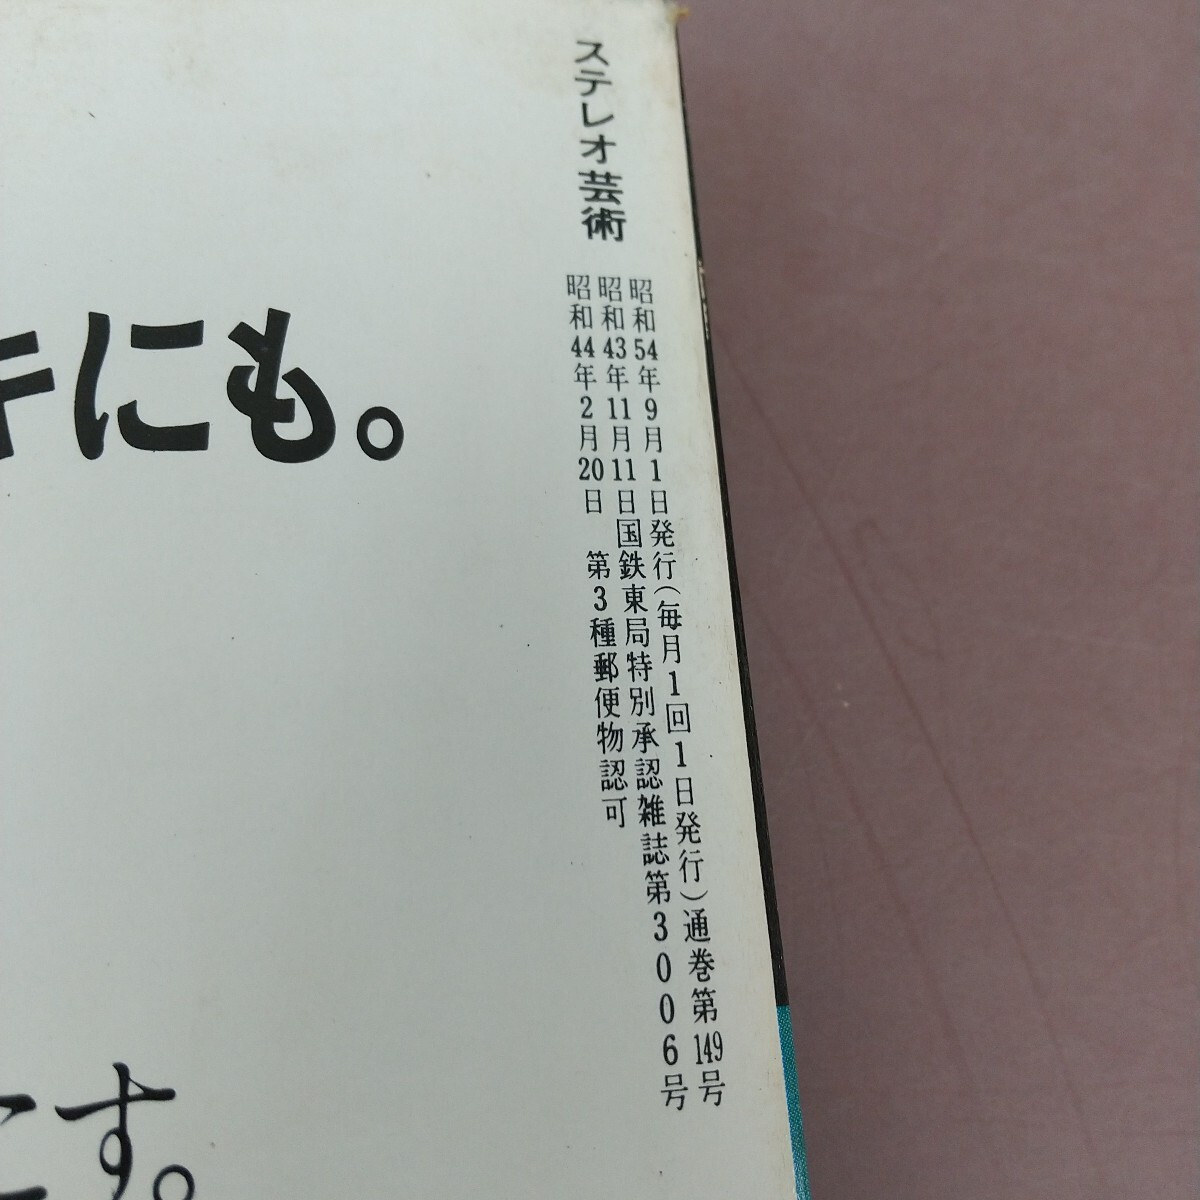 ステレオ芸術
昭和54年9月1日発行(毎月1回1日発行)通巻第149号
昭和43年11月11日国鉄東局特別承認雑誌第3006号
昭和44年2月20日　第3種郵便物認可
キにも。
こす。